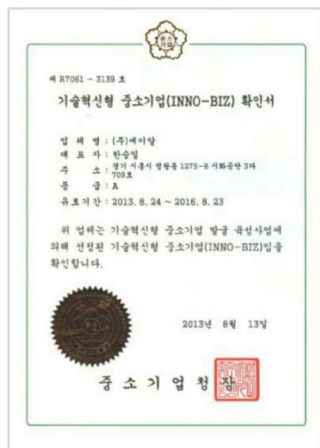 제 R7061 - 3139 호
기술혁신형 중소기업(INNO-BIZ) 확인서
업 체 명 : (주)에이알
대 표 자 : 한승일
주 소 : 경기 시흥시 정왕동 1275-8 시화공단 3다
709호
등 급 : A
유효기간 : 2013. 8. 24 ~ 2016. 8. 23
위 업체는 기술혁신형 중소기업 발굴 육성사업에
의해 선정된 기술혁신형 중소기업(INNO-BIZ)임을
확인합니다.
2013년 8월 13일
중 소 기 업 청 장